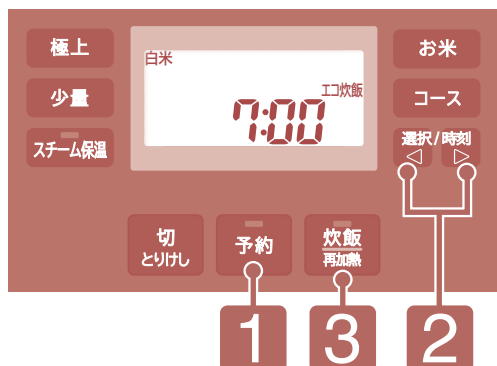 極上
少量
スチーム保温
白米
エコ炊飯
7:00
お米
コース
選択/時刻
◁ ▷
切
とりけし
予約
炊飯
再加熱
1
3
2